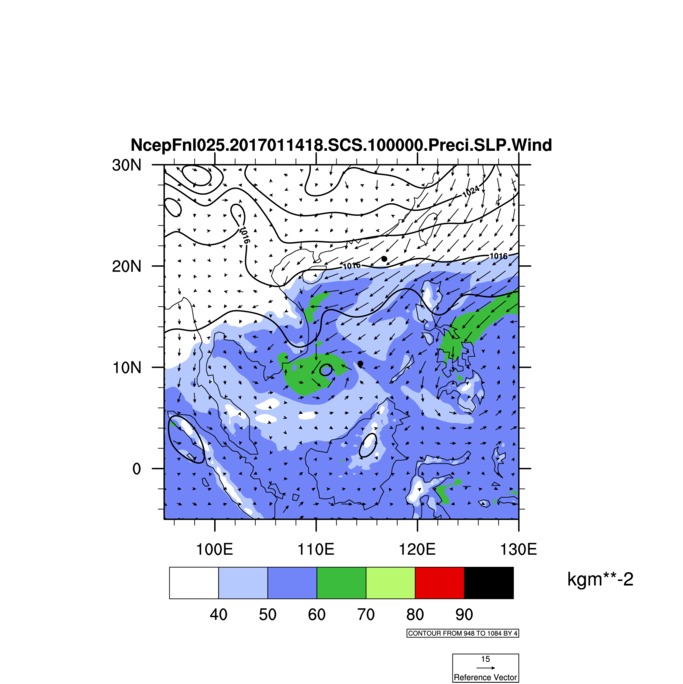 NcepFnl025.2017011418.SCS.100000.Preci.SLP.Wind
30N
1024
1016
1016
20N
1016
10N
0
100E 110E 120E 130E
kgm**-2
40 50 60 70 80 90
CONTOUR FROM 948 TO 1084 BY 4
15
Reference Vector